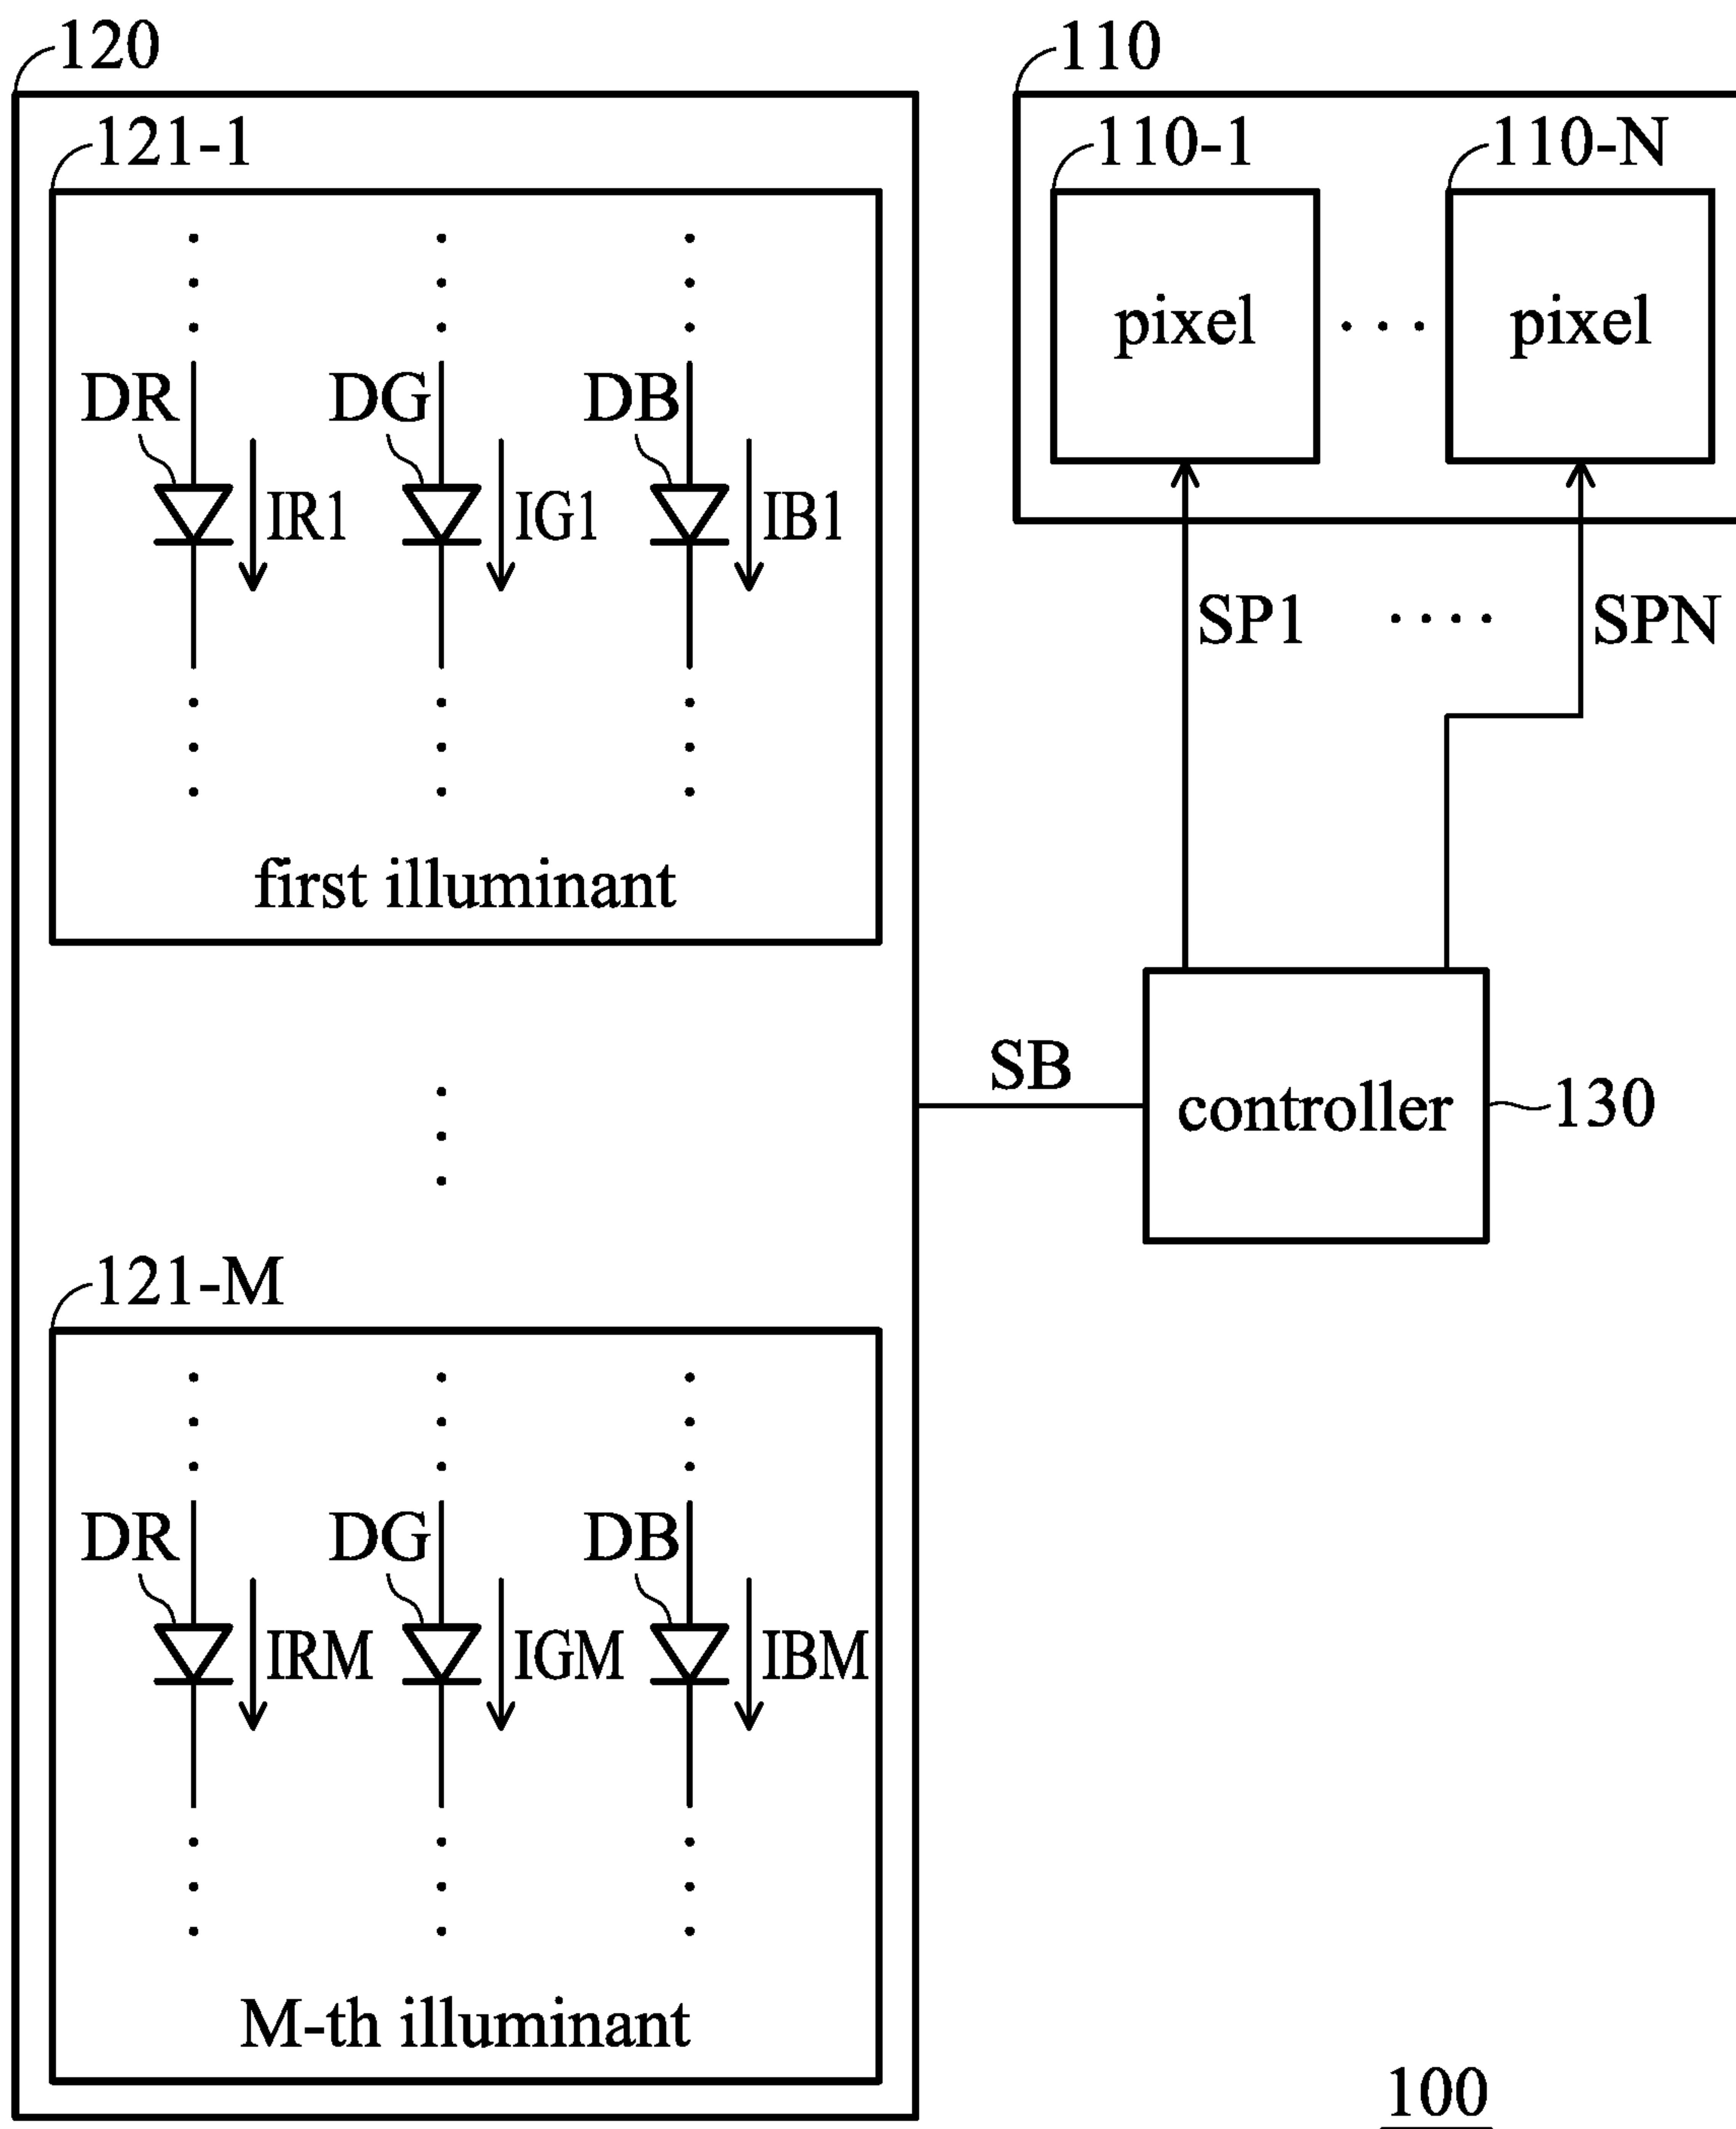 120
121-1
DR
DG
DB
IR1
IG1
IB1
first illuminant
121-M
DR
DG
DB
IRM
IGM
IBM
M-th illuminant
110
110-1
110-N
pixel
pixel
SP1
SPN
SB
controller
130
100